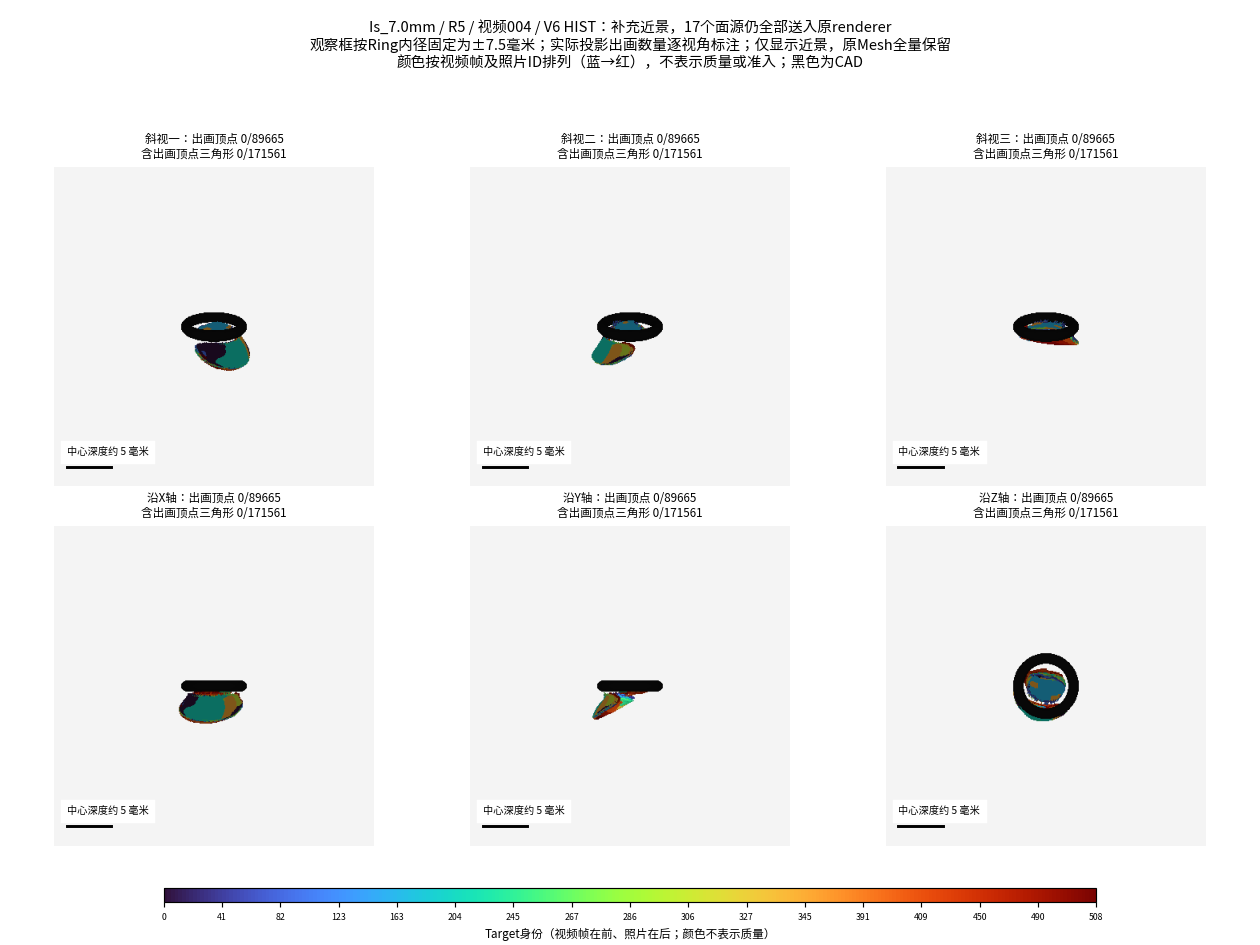 Is_7.0mm / R5 / 视频004 / V6 HIST：补充近景，17个面源仍全部送入原renderer
观察框按Ring内径固定为±7.5毫米；实际投影出画数量逐视角标注；仅显示近景，原Mesh全量保留
颜色按视频帧及照片ID排列（蓝→红），不表示质量或准入；黑色为CAD
斜视一：出画顶点 0/89665
含出画顶点三角形 0/171561
斜视二：出画顶点 0/89665
含出画顶点三角形 0/171561
斜视三：出画顶点 0/89665
含出画顶点三角形 0/171561
中心深度约 5 毫米
中心深度约 5 毫米
中心深度约 5 毫米
沿X轴：出画顶点 0/89665
含出画顶点三角形 0/171561
沿Y轴：出画顶点 0/89665
含出画顶点三角形 0/171561
沿Z轴：出画顶点 0/89665
含出画顶点三角形 0/171561
中心深度约 5 毫米
中心深度约 5 毫米
中心深度约 5 毫米
0 41 82 123 163 204 245 267 286 306 327 345 391 409 450 490 508
Target身份（视频帧在前、照片在后；颜色不表示质量）